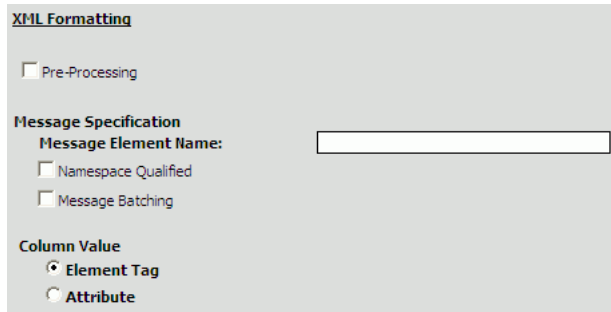 XML Formatting
Pre-Processing
Message Specification
Message Element Name:
Namespace Qualified
Message Batching
Column Value
Element Tag
Attribute